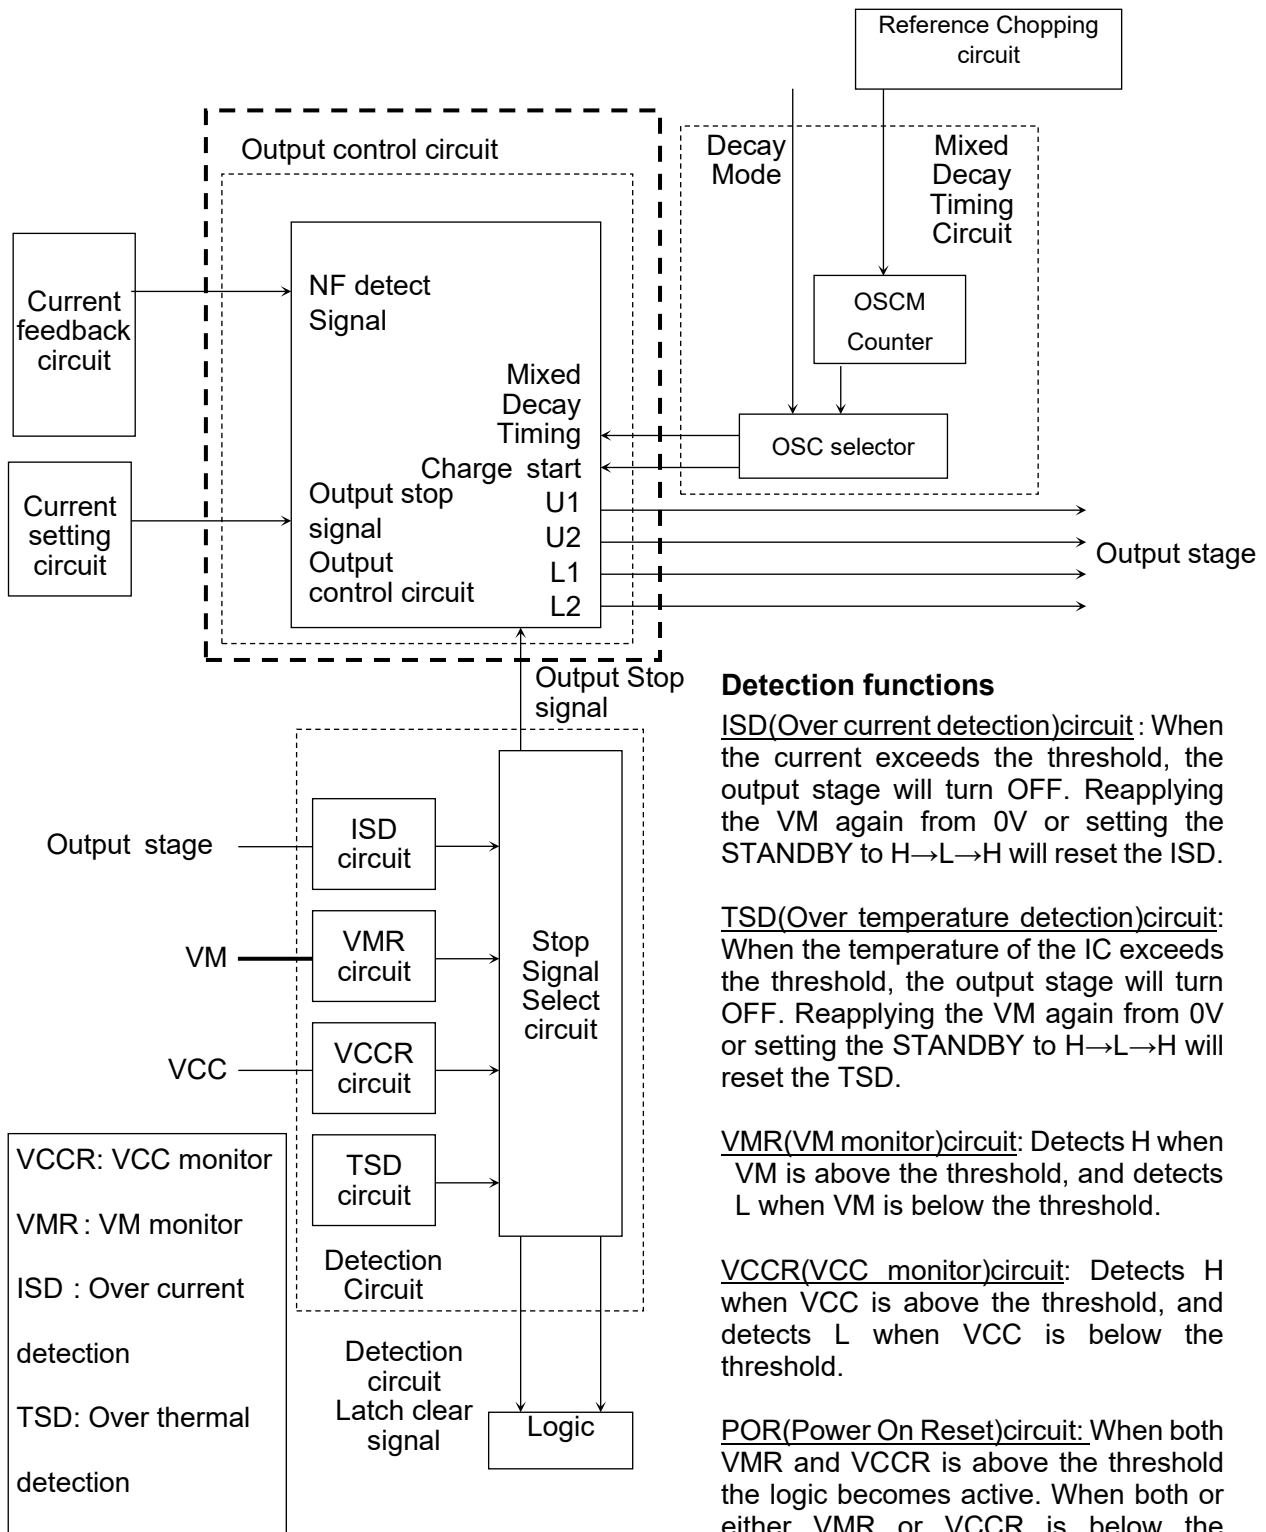 Reference Chopping
circuit
Output control circuit
Decay
Mode
Mixed
Decay
Timing
Circuit
Current
feedback
circuit
NF detect
Signal
OSCM
Counter
Mixed
Decay
Timing
OSC selector
Charge start
Current
setting
circuit
Output stop
signal
Output
control circuit
U1
U2
L1
L2
Output stage
Output Stop
signal
Output stage
ISD
circuit
VM
VMR
circuit
VCC
VCCR
circuit
TSD
circuit
Stop
Signal
Select
circuit
Detection
Circuit
VCCR: VCC monitor
VMR : VM monitor
ISD : Over current
detection
TSD: Over thermal
detection
Detection
circuit
Latch clear
signal
Logic
Detection functions
ISD(Over current detection)circuit : When
the current exceeds the threshold, the
output stage will turn OFF. Reapplying
the VM again from 0V or setting the
STANDBY to H→L→H will reset the ISD.
TSD(Over temperature detection)circuit:
When the temperature of the IC exceeds
the threshold, the output stage will turn
OFF. Reapplying the VM again from 0V
or setting the STANDBY to H→L→H will
reset the TSD.
VMR(VM monitor)circuit: Detects H when
VM is above the threshold, and detects
L when VM is below the threshold.
VCCR(VCC monitor)circuit: Detects H
when VCC is above the threshold, and
detects L when VCC is below the
threshold.
POR(Power On Reset)circuit: When both
VMR and VCCR is above the threshold
the logic becomes active. When both or
either VMR or VCCR is below the